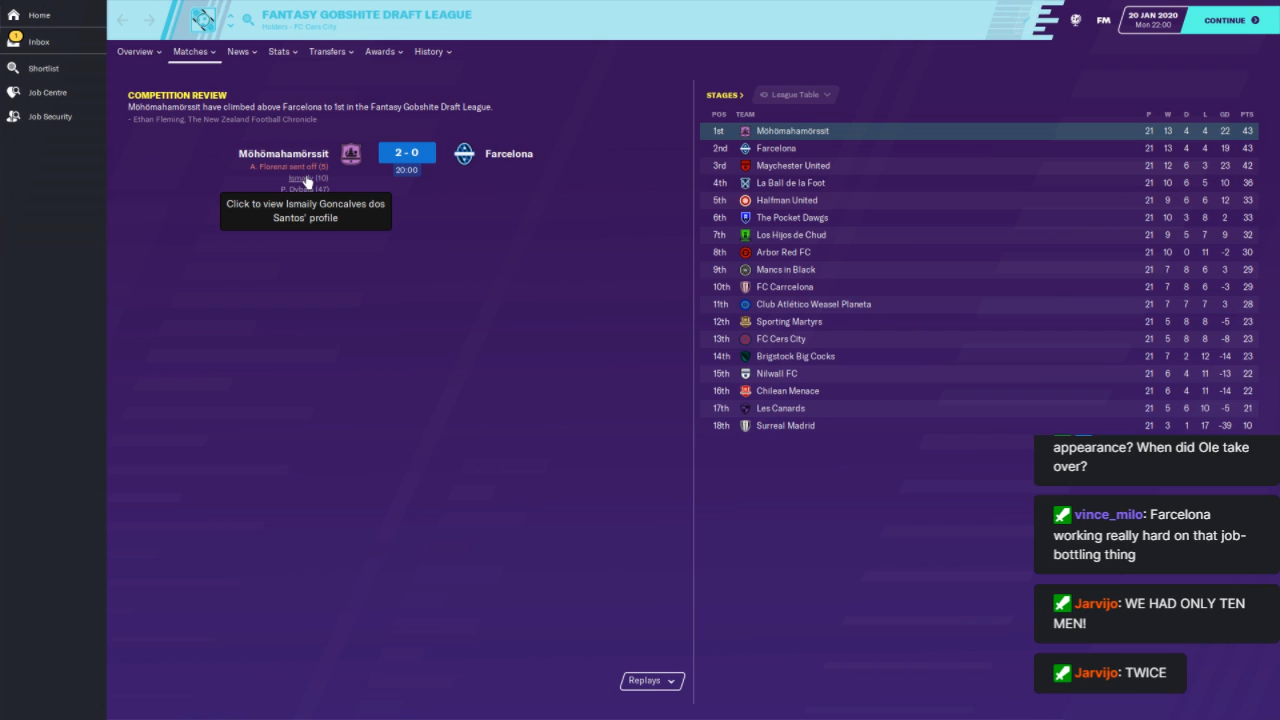 Home
Inbox
1
Shortlist
Job Centre
Job Security
FANTASY GOBSHITE DRAFT LEAGUE
Holders - FC Cers City
FM
20 JAN 2020
Mon 22:00
CONTINUE
Overview Matches News Stats Transfers Awards History
COMPETITION REVIEW
Möhömahamörssit have climbed above Farcelona to 1st in the Fantasy Gobshite Draft League.
- Ethan Fleming, The New Zealand Football Chronicle
Möhömahamörssit 2 - 0 Farcelona
A. Florenzi sent off (5)
20:00
Ismaily (10)
P. Dybala (47)
Click to view Ismaily Goncalves dos
Santos' profile
Replays
STAGES > League Table
POS TEAM P W D L GD PTS
1st Möhömahamörssit 21 13 4 4 22 43
2nd Farcelona 21 13 4 4 19 43
3rd Maychester United 21 12 6 3 23 42
4th La Ball de la Foot 21 10 6 5 10 36
5th Halfman United 21 9 6 6 12 33
6th The Pocket Dawgs 21 10 3 8 2 33
7th Los Hijos de Chud 21 9 5 7 9 32
8th Arbor Red FC 21 10 0 11 -2 30
9th Mancs in Black 21 7 8 6 3 29
10th FC Carrcelona 21 7 8 6 -3 29
11th Club Atlético Weasel Planeta 21 7 7 7 3 28
12th Sporting Martyrs 21 5 8 8 -5 23
13th FC Cers City 21 5 8 8 -8 23
14th Brigstock Big Cocks 21 7 2 12 -14 23
15th Nilwall FC 21 6 4 11 -13 22
16th Chilean Menace 21 6 4 11 -14 22
17th Les Canards 21 5 6 10 -5 21
18th Surreal Madrid 21 3 1 17 -39 10
appearance? When did Ole take
over?
vince_milo: Farcelona
working really hard on that job-
bottling thing
Jarvijo: WE HAD ONLY TEN
MEN!
Jarvijo: TWICE